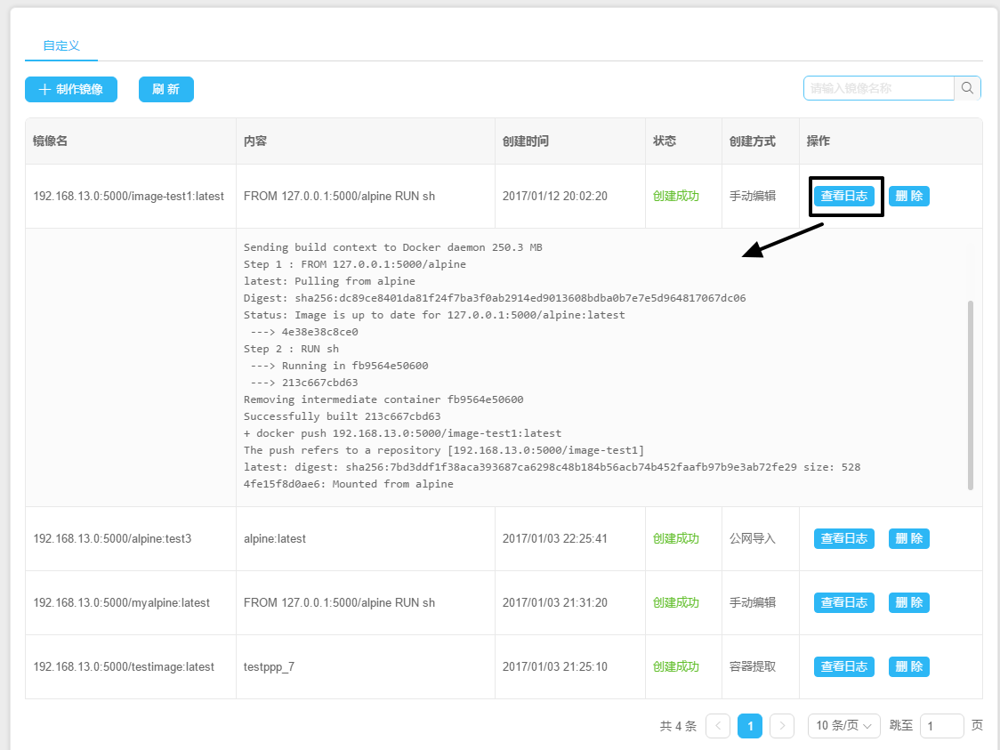 自定义
制作镜像 刷 新 请输入镜像名称
镜像名 内容 创建时间 状态 创建方式 操作
192.168.13.0:5000/image-test1:latest FROM 127.0.0.1:5000/alpine RUN sh 2017/01/12 20:02:20 创建成功 手动编辑 查看日志 删 除
Sending build context to Docker daemon 250.3 MB
Step 1 : FROM 127.0.0.1:5000/alpine
latest: Pulling from alpine
Digest: sha256:dc89ce8401da81f24f7ba3f0ab2914ed9013608bdba0b7e7e5d964817067dc06
Status: Image is up to date for 127.0.0.1:5000/alpine:latest
---> 4e38e38c8ce0
Step 2 : RUN sh
---> Running in fb9564e50600
---> 213c667cbd63
Removing intermediate container fb9564e50600
Successfully built 213c667cbd63
+ docker push 192.168.13.0:5000/image-test1:latest
The push refers to a repository [192.168.13.0:5000/image-test1]
latest: digest: sha256:7bd3ddf1f38aca393687ca6298c48b184b56acb74b452faafb97b9e3ab72fe29 size: 528
4fe15f8d0ae6: Mounted from alpine
192.168.13.0:5000/alpine:test3 alpine:latest 2017/01/03 22:25:41 创建成功 公网导入 查看日志 删 除
192.168.13.0:5000/myalpine:latest FROM 127.0.0.1:5000/alpine RUN sh 2017/01/03 21:31:20 创建成功 手动编辑 查看日志 删 除
192.168.13.0:5000/testimage:latest testppp_7 2017/01/03 21:25:10 创建成功 容器提取 查看日志 删 除
共 4 条 1 10 条/页 跳至 1 页